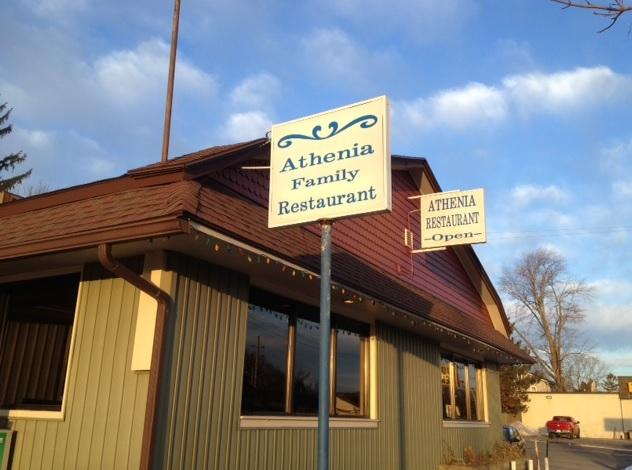 Athenia
Family
Restaurant
ATHENIA
RESTAURANT
-Open-